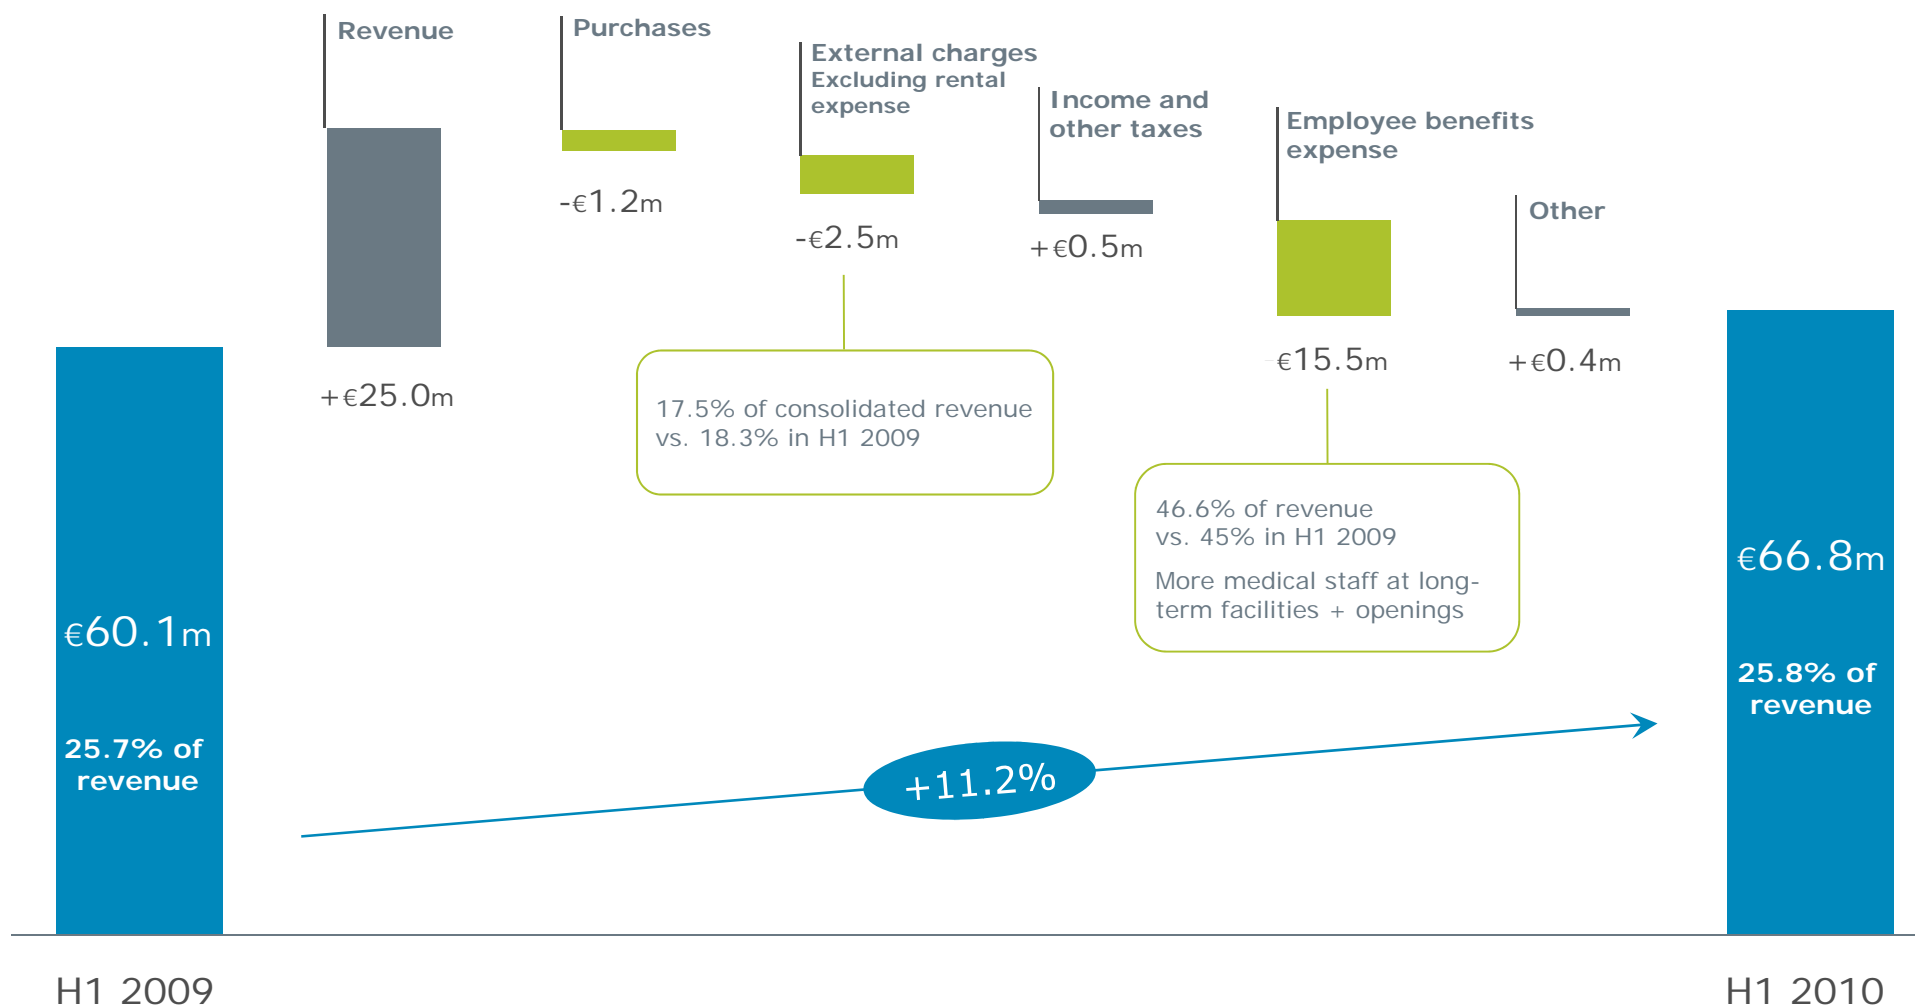 Revenue
+€25.0m
Purchases
-€1.2m
External charges
Excluding rental
expense
-€2.5m
Income and
other taxes
+€0.5m
Employee benefits
expense
-€15.5m
Other
+€0.4m
17.5% of consolidated revenue
vs. 18.3% in H1 2009
46.6% of revenue
vs. 45% in H1 2009
More medical staff at long-
term facilities + openings
€60.1m
25.7% of
revenue
+11.2%
€66.8m
25.8% of
revenue
H1 2009
H1 2010